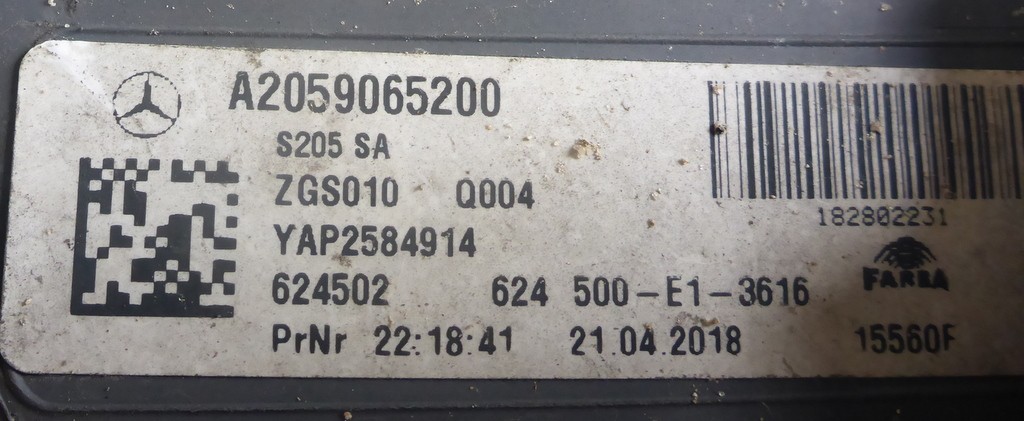 A2059065200
S205 SA
ZGS010 Q004
YAP2584914
182802231
FARBA
624502 624 500-E1-3616
PrNr 22:18:41 21.04.2018 15560F